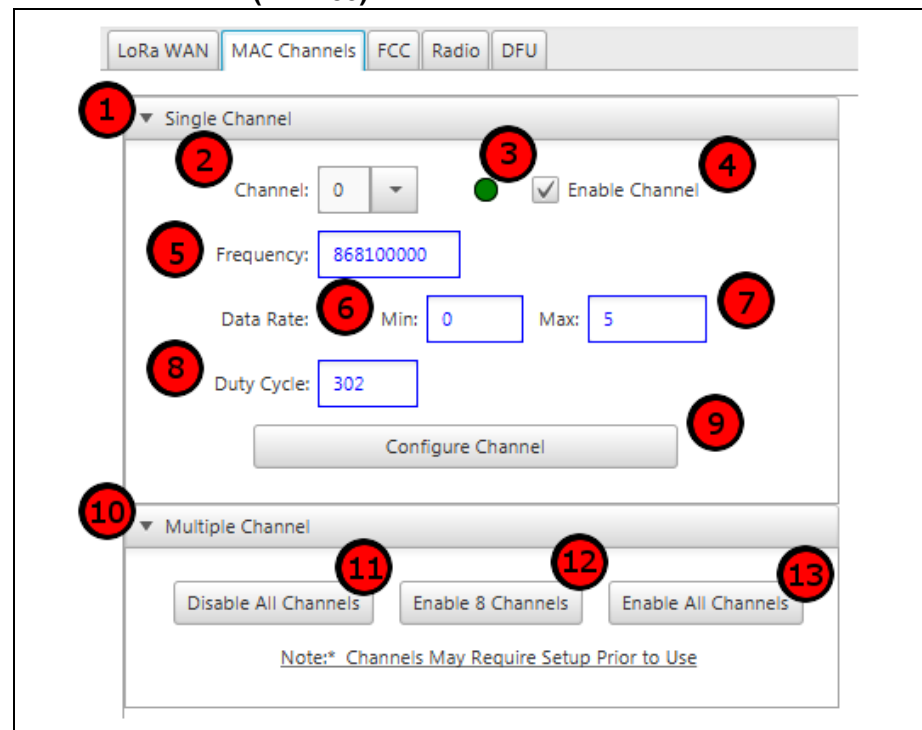 LoRa WAN MAC Channels FCC Radio DFU
1 Single Channel
2 3 4
Channel: 0 Enable Channel
5 Frequency: 868100000
Data Rate: 6 Min: 0 Max: 5 7
8 Duty Cycle: 302
Configure Channel 9
10 Multiple Channel
11 12 13
Disable All Channels Enable 8 Channels Enable All Channels
Note:* Channels May Require Setup Prior to Use